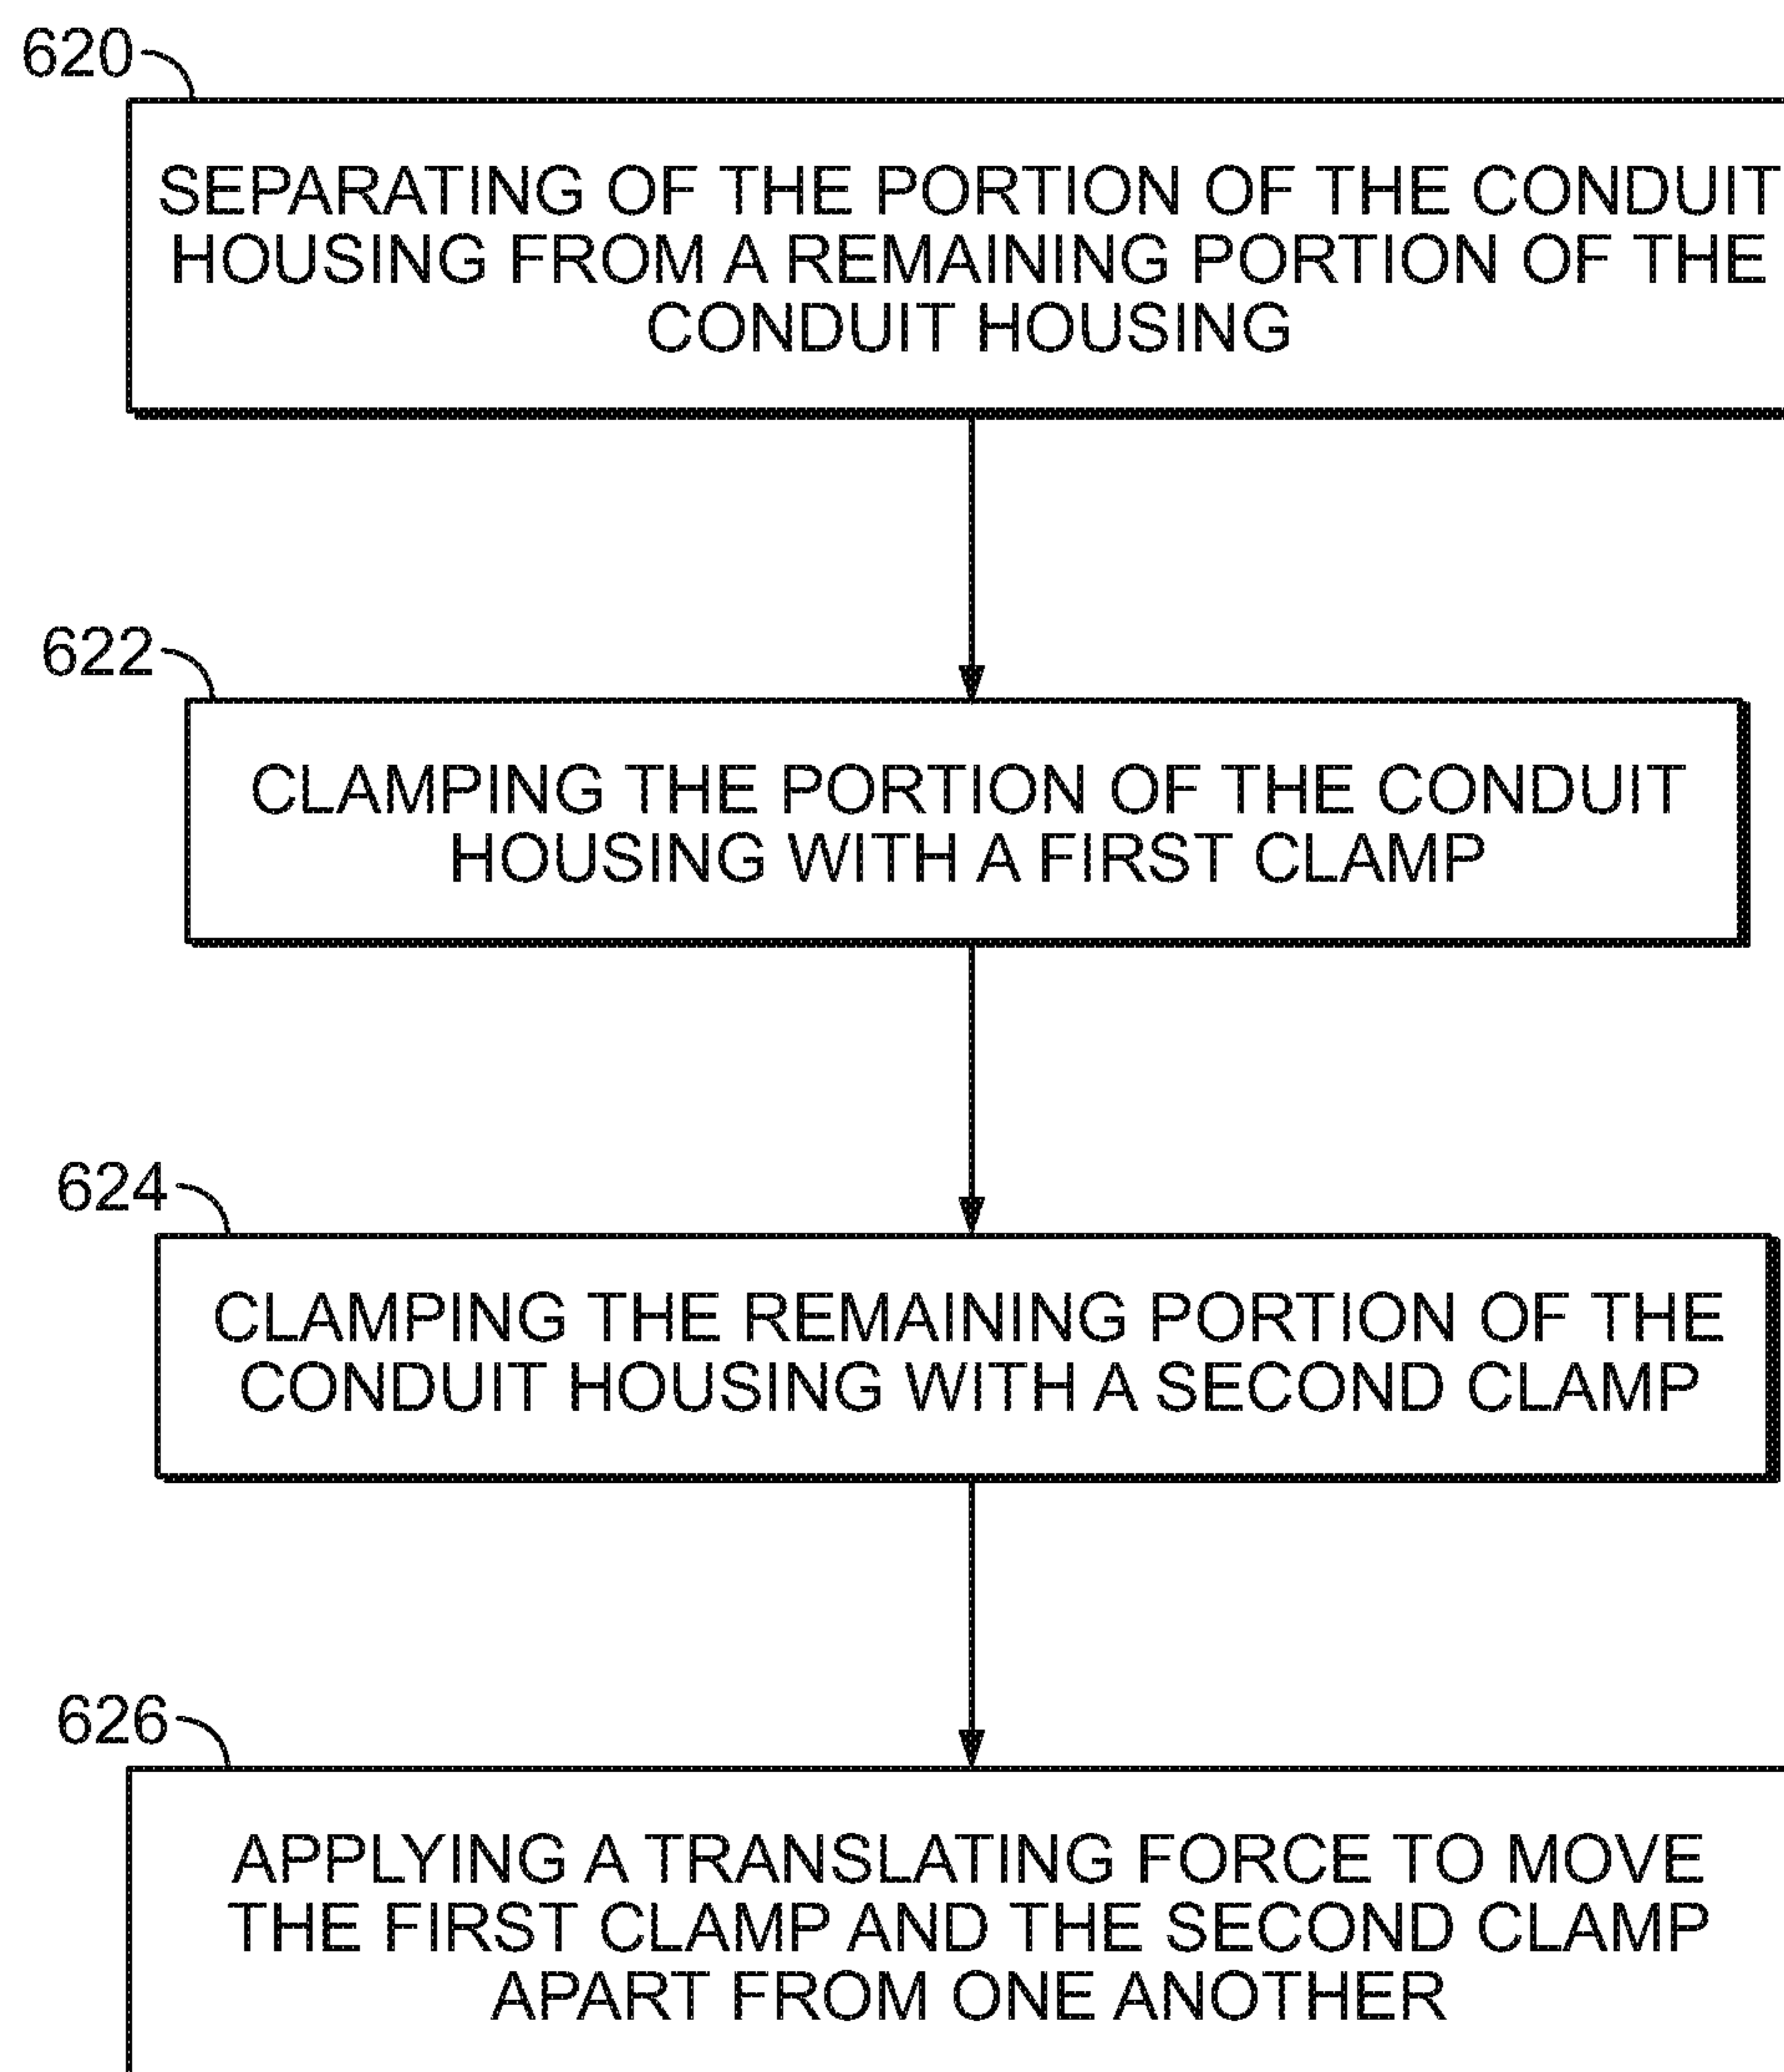 620
SEPARATING OF THE PORTION OF THE CONDUIT
HOUSING FROM A REMAINING PORTION OF THE
CONDUIT HOUSING
622
CLAMPING THE PORTION OF THE CONDUIT
HOUSING WITH A FIRST CLAMP
624
CLAMPING THE REMAINING PORTION OF THE
CONDUIT HOUSING WITH A SECOND CLAMP
626
APPLYING A TRANSLATING FORCE TO MOVE
THE FIRST CLAMP AND THE SECOND CLAMP
APART FROM ONE ANOTHER